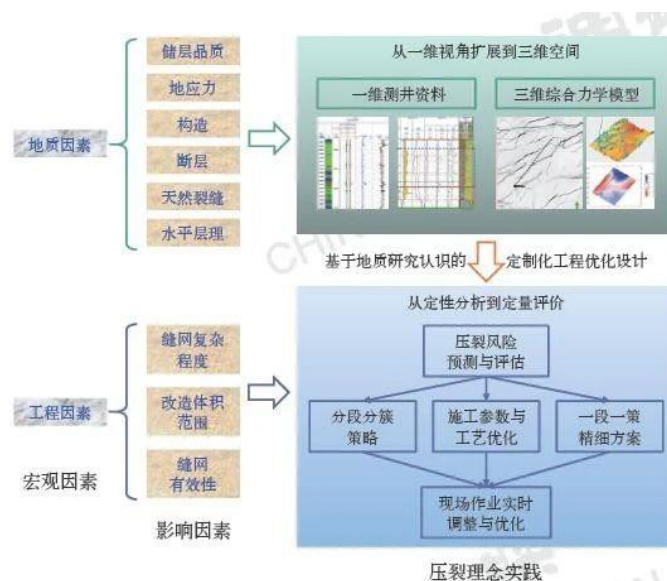 储层品质
地应力
构造
断层
天然裂缝
水平层理
地质因素
从一维视角扩展到三维空间
一维测井资料
三维综合力学模型
基于地质研究认识的
定制化工程优化设计
缝网复杂
程度
改造体积
范围
缝网
有效性
工程因素
宏观因素
影响因素
从定性分析到定量评价
压裂风险
预测与评估
分段分簇
策略
施工参数与
工艺优化
一段一策
精细方案
现场作业实时
调整与优化
压裂理念实践